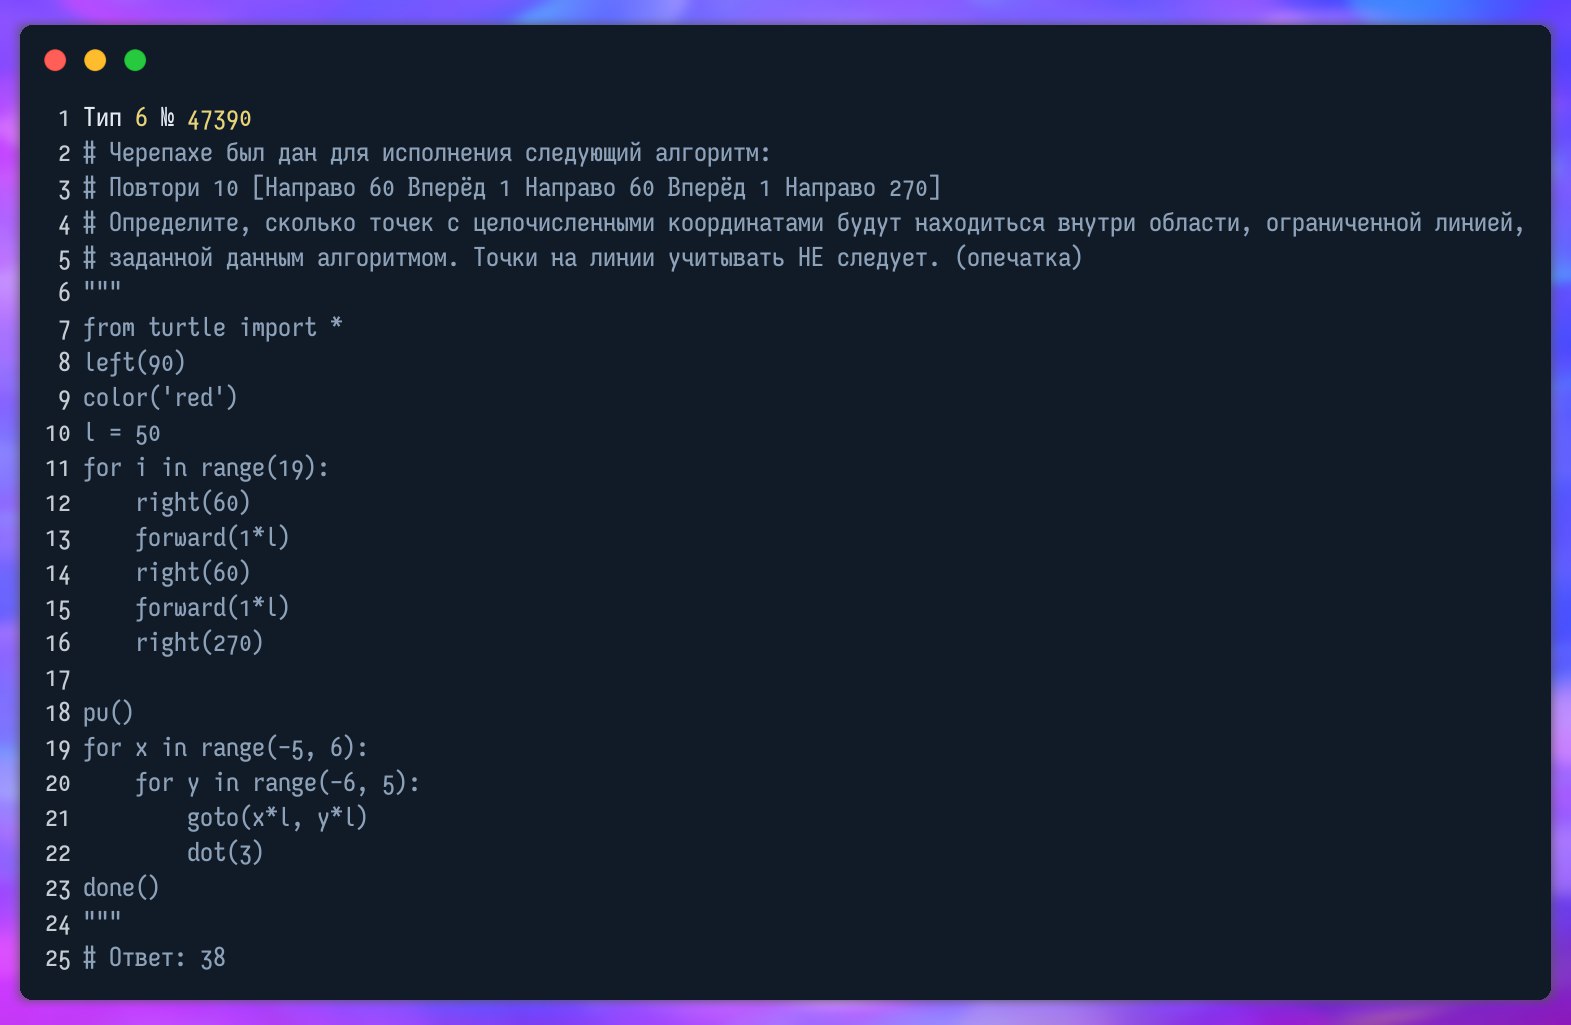 1 Тип 6 № 47390
2 # Черепахе был дан для исполнения следующий алгоритм:
3 # Повтори 10 [Направо 60 Вперёд 1 Направо 60 Вперёд 1 Направо 270]
4 # Определите, сколько точек с целочисленными координатами будут находиться внутри области, ограниченной линией,
5 # заданной данным алгоритмом. Точки на линии учитывать НЕ следует. (опечатка)
6 """
7 from turtle import *
8 left(90)
9 color('red')
10 l = 50
11 for i in range(19):
12     right(60)
13     forward(1*l)
14     right(60)
15     forward(1*l)
16     right(270)
17
18 pu()
19 for x in range(-5, 6):
20     for y in range(-6, 5):
21         goto(x*l, y*l)
22         dot(3)
23 done()
24 """
25 # Ответ: 38